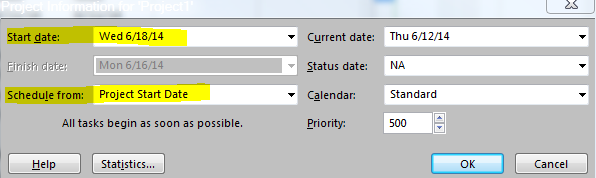 Project Information for 'Project1'
Start date: Wed 6/18/14 Current date: Thu 6/12/14
Finish date: Mon 6/16/14 Status date: NA
Schedule from: Project Start Date Calendar: Standard
All tasks begin as soon as possible. Priority: 500
Help Statistics... OK Cancel